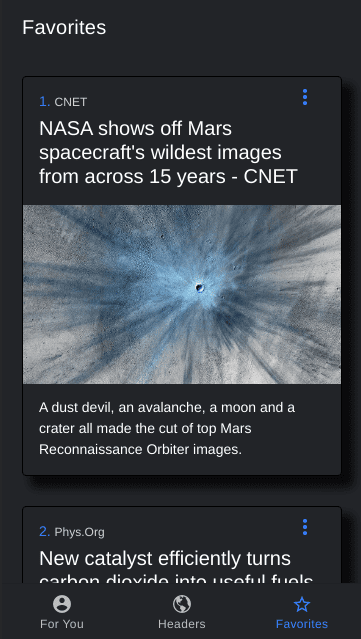 Favorites
1. CNET
NASA shows off Mars
spacecraft's wildest images
from across 15 years - CNET
A dust devil, an avalanche, a moon and a
crater all made the cut of top Mars
Reconnaissance Orbiter images.
2. Phys.Org
New catalyst efficiently turns
carbon dioxide into useful fuels
For You Headers Favorites